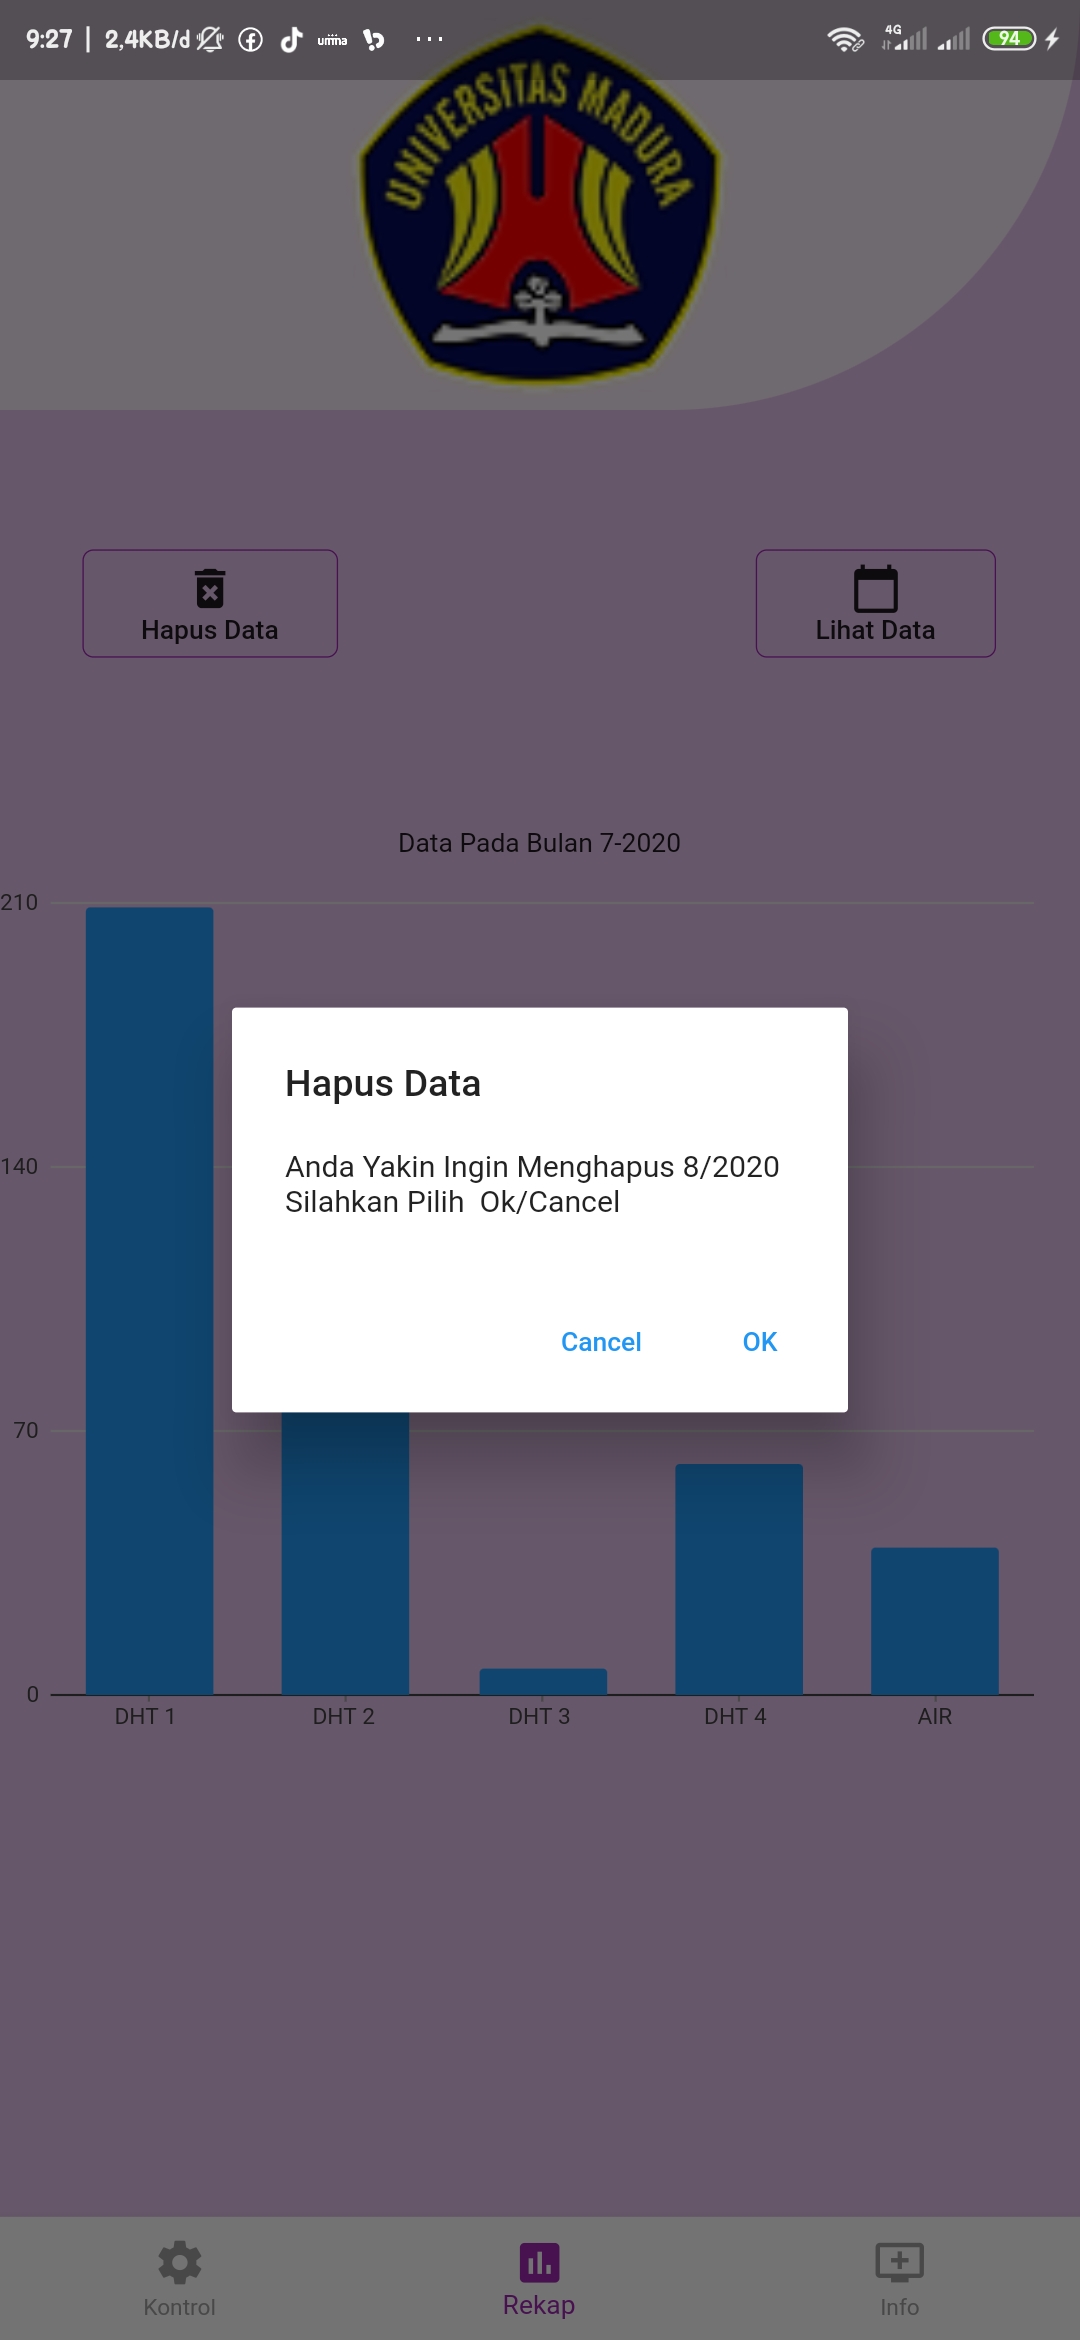 9:27 | 2,4KB/d umma ... 4G 94
UNIVERSITAS MADURA
Hapus Data
Lihat Data
Data Pada Bulan 7-2020
210
140
70
0
Hapus Data
Anda Yakin Ingin Menghapus 8/2020
Silahkan Pilih  Ok/Cancel
Cancel OK
DHT 1 DHT 2 DHT 3 DHT 4 AIR
Kontrol Rekap Info